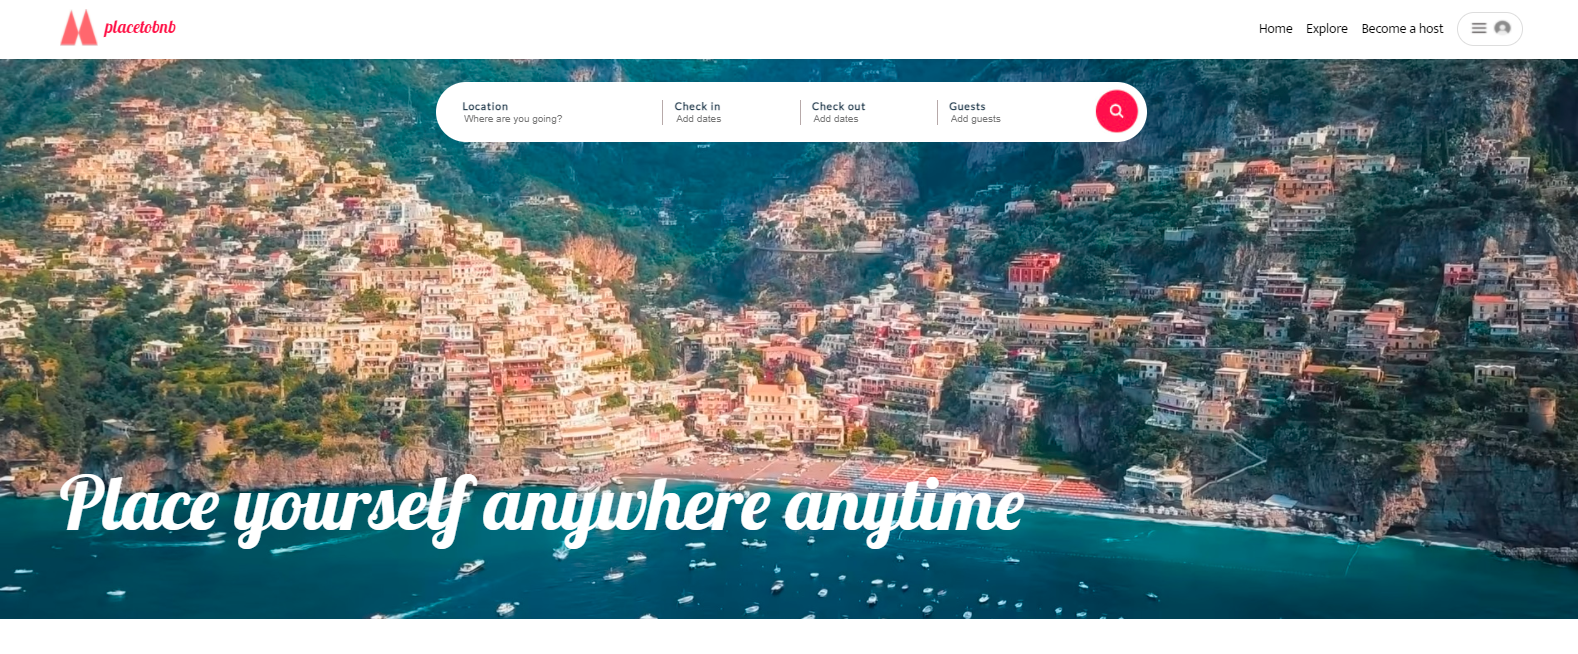 placetobnb
Home Explore Become a host
Location Check in Check out Guests
Where are you going? Add dates Add dates Add guests
Place yourself anywhere anytime